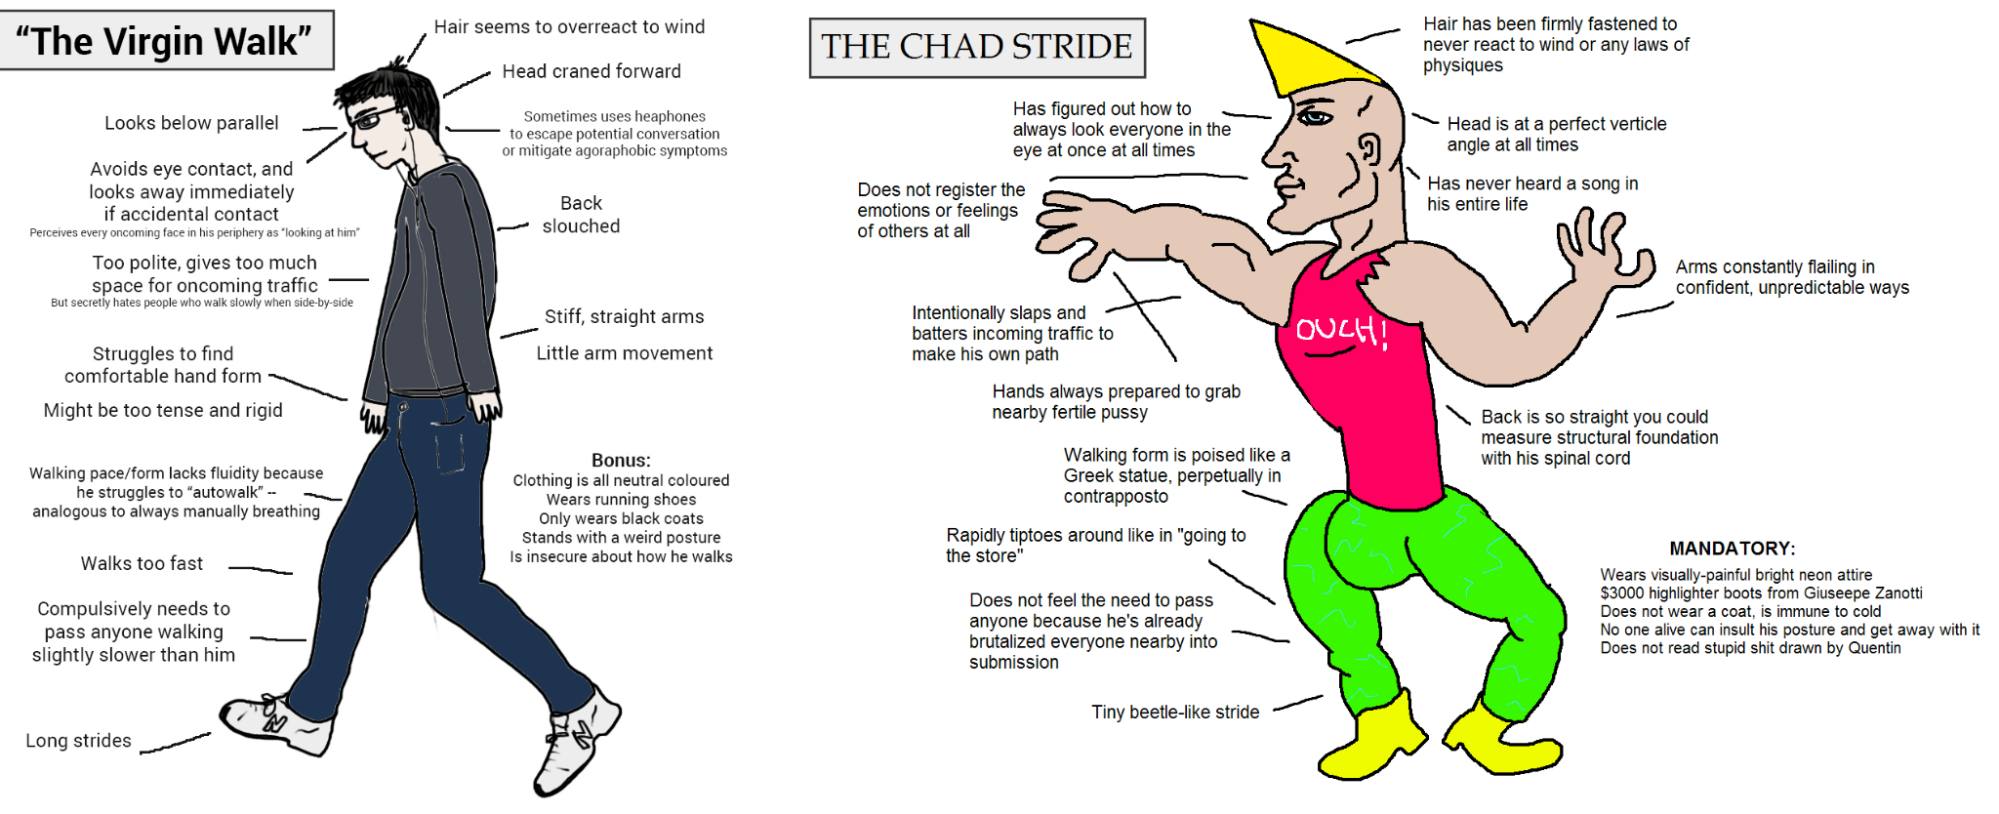 “The Virgin Walk”
Hair seems to overreact to wind
Head craned forward
Looks below parallel
Sometimes uses heaphones
to escape potential conversation
or mitigate agoraphobic symptoms
Avoids eye contact, and
looks away immediately
if accidental contact
Perceives every oncoming face in his periphery as “looking at him”
Back
slouched
Too polite, gives too much
space for oncoming traffic
But secretly hates people who walk slowly when side-by-side
Stiff, straight arms
Little arm movement
Struggles to find
comfortable hand form
Might be too tense and rigid
Walking pace/form lacks fluidity because
he struggles to “autowalk” --
analogous to always manually breathing
Bonus:
Clothing is all neutral coloured
Wears running shoes
Only wears black coats
Stands with a weird posture
Is insecure about how he walks
Walks too fast
Compulsively needs to
pass anyone walking
slightly slower than him
Long strides
N
N
THE CHAD STRIDE
Hair has been firmly fastened to
never react to wind or any laws of
physiques
Has figured out how to
always look everyone in the
eye at once at all times
Head is at a perfect verticle
angle at all times
Does not register the
emotions or feelings
of others at all
Has never heard a song in
his entire life
Arms constantly flailing in
confident, unpredictable ways
Intentionally slaps and
batters incoming traffic to
make his own path
OUCH!
Hands always prepared to grab
nearby fertile pussy
Back is so straight you could
measure structural foundation
with his spinal cord
Walking form is poised like a
Greek statue, perpetually in
contrapposto
Rapidly tiptoes around like in "going to
the store"
Does not feel the need to pass
anyone because he's already
brutalized everyone nearby into
submission
Tiny beetle-like stride
MANDATORY:
Wears visually-painful bright neon attire
$3000 highlighter boots from Giuseepe Zanotti
Does not wear a coat, is immune to cold
No one alive can insult his posture and get away with it
Does not read stupid shit drawn by Quentin